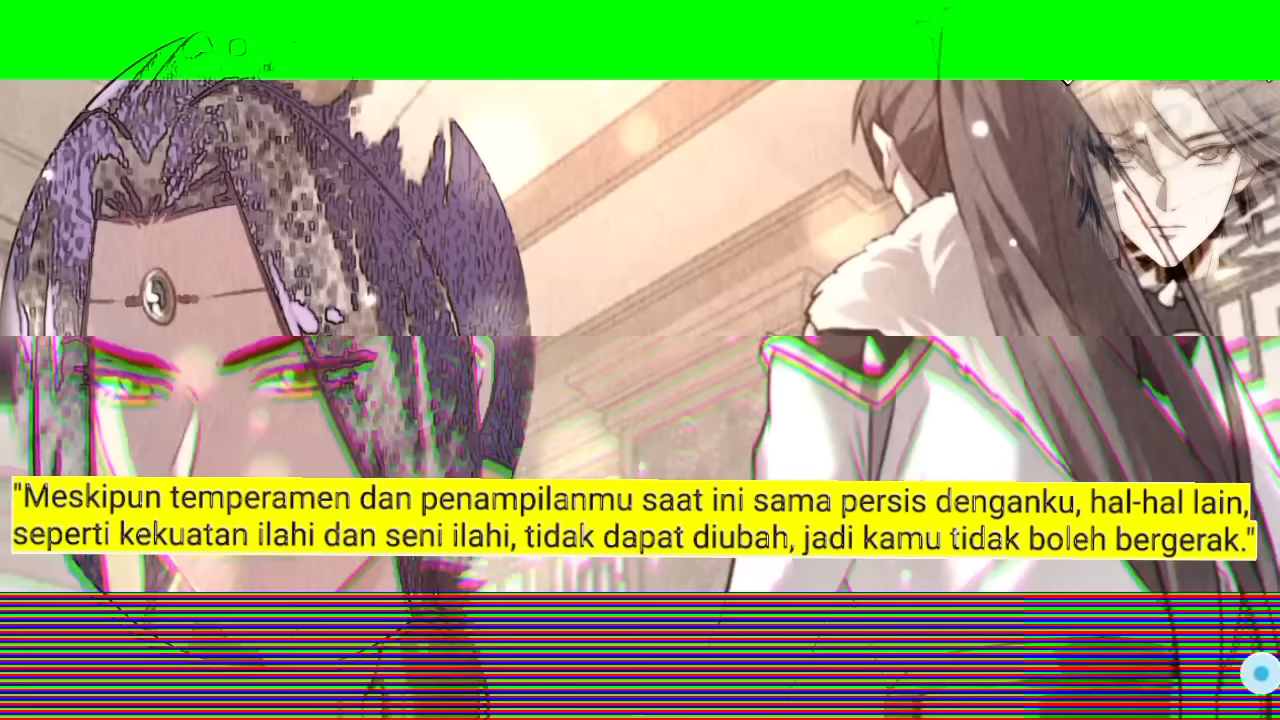 "Meskipun temperamen dan penampilanmu saat ini sama persis denganku, hal-hal lain,
seperti kekuatan ilahi dan seni ilahi, tidak dapat diubah, jadi kamu tidak boleh bergerak."